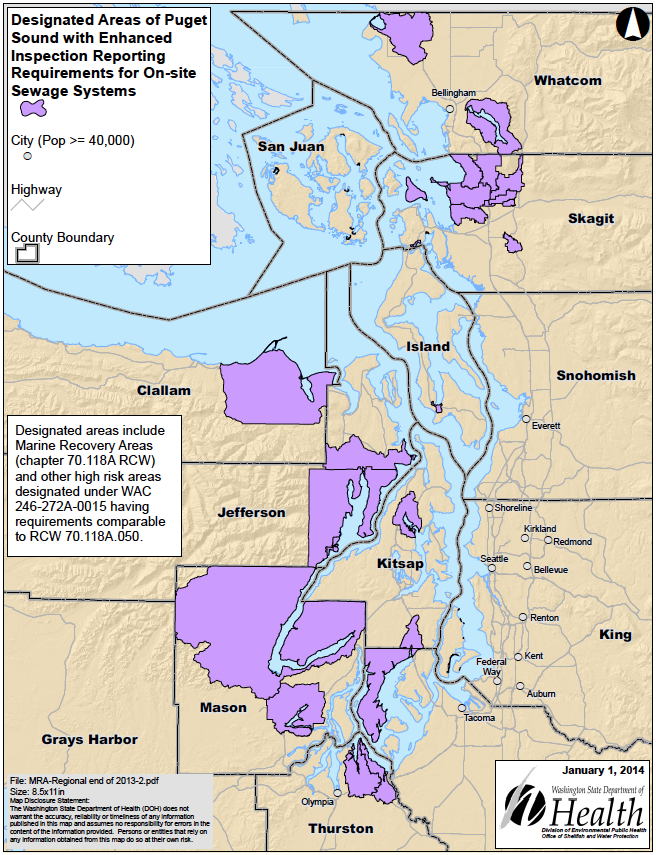 Designated Areas of Puget
Sound with Enhanced
Inspection Reporting
Requirements for On-site
Sewage Systems
City (Pop >= 40,000)
Highway
County Boundary
Whatcom
Bellingham
San Juan
Skagit
Island
Snohomish
Clallam
Everett
Designated areas include
Marine Recovery Areas
(chapter 70.118A RCW)
and other high risk areas
designated under WAC
246-272A-0015 having
requirements comparable
to RCW 70.118A.050.
Jefferson
Shoreline
Kirkland
Redmond
Seattle
Bellevue
Kitsap
Renton
King
Kent
Federal
Way
Auburn
Mason
Tacoma
Grays Harbor
Olympia
Thurston
File: MRA-Regional end of 2013-2.pdf
Size: 8.5x11in
Map Disclosure Statement:
The Washington State Department of Health (DOH) does not
warrant the accuracy, reliability or timeliness of any information
published in this map and assumes no responsibility for errors in the
content of the information provided. Persons or entities that rely on
any information obtained from this map do so at their own risk.
January 1, 2014
Washington State Department of
Health
Division of Environmental Public Health
Office of Shellfish and Water Protection